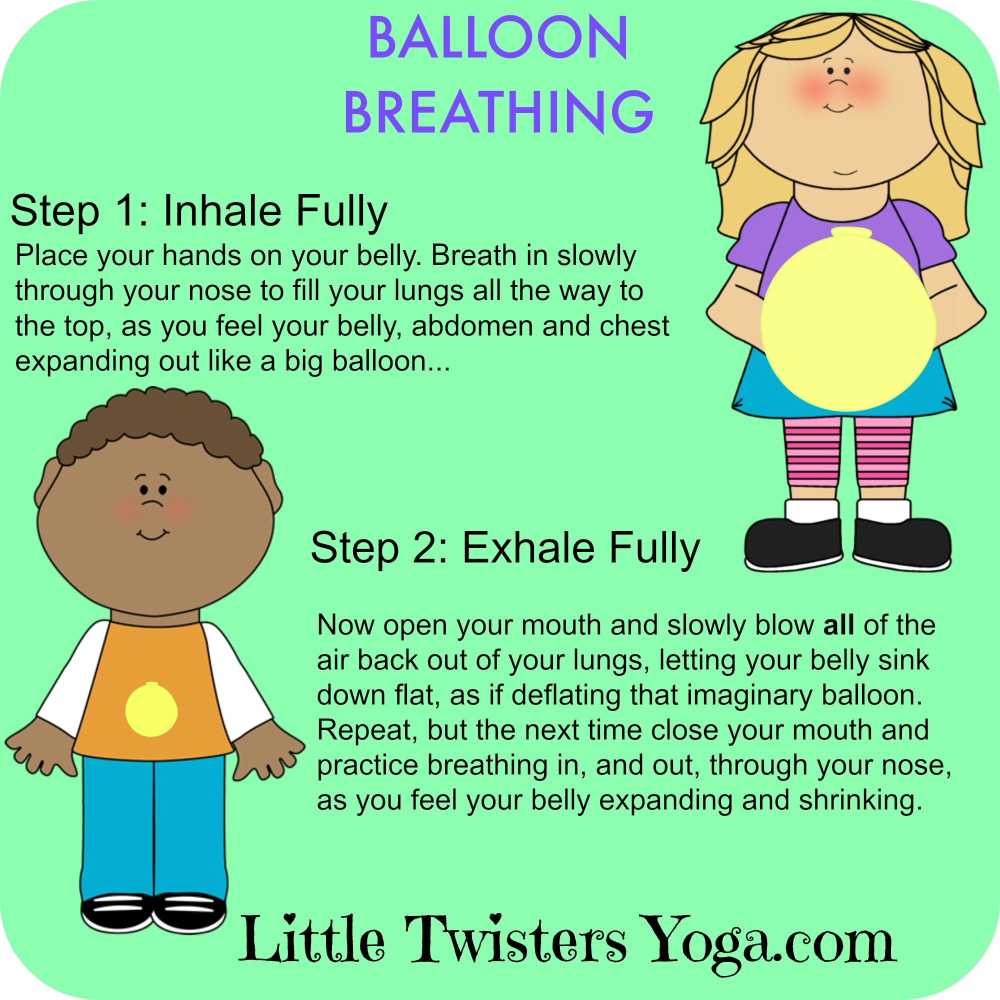 BALLOON
BREATHING
Step 1: Inhale Fully
Place your hands on your belly. Breath in slowly
through your nose to fill your lungs all the way to
the top, as you feel your belly, abdomen and chest
expanding out like a big balloon...
Step 2: Exhale Fully
Now open your mouth and slowly blow all of the
air back out of your lungs, letting your belly sink
down flat, as if deflating that imaginary balloon.
Repeat, but the next time close your mouth and
practice breathing in, and out, through your nose,
as you feel your belly expanding and shrinking.
Little Twisters Yoga.com